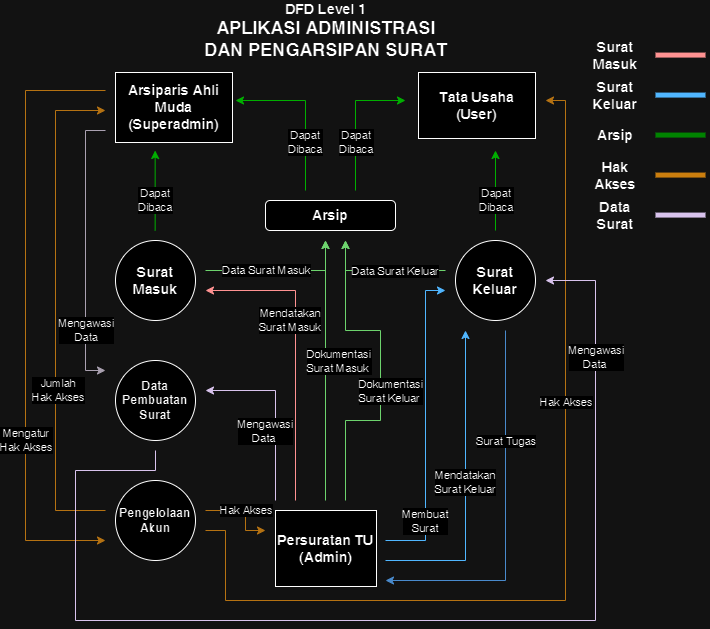 DFD Level 1
APLIKASI ADMINISTRASI
DAN PENGARSIPAN SURAT
Surat
Masuk
Surat
Keluar
Arsip
Hak
Akses
Data
Surat
Arsiparis Ahli
Muda
(Superadmin)
Tata Usaha
(User)
Dapat
Dibaca
Dapat
Dibaca
Dapat
Dibaca
Dapat
Dibaca
Arsip
Surat
Masuk
Data Surat Masuk
Data Surat Keluar
Surat
Keluar
Mendatakan
Surat Masuk
Mengawasi
Data
Dokumentasi
Surat Masuk
Mengawasi
Data
Jumlah
Hak Akses
Data
Pembuatan
Surat
Dokumentasi
Surat Keluar
Hak Akses
Mengatur
Hak Akses
Mengawasi
Data
Surat Tugas
Mendatakan
Surat Keluar
Pengelolaan
Akun
Hak Akses
Membuat
Surat
Persuratan TU
(Admin)